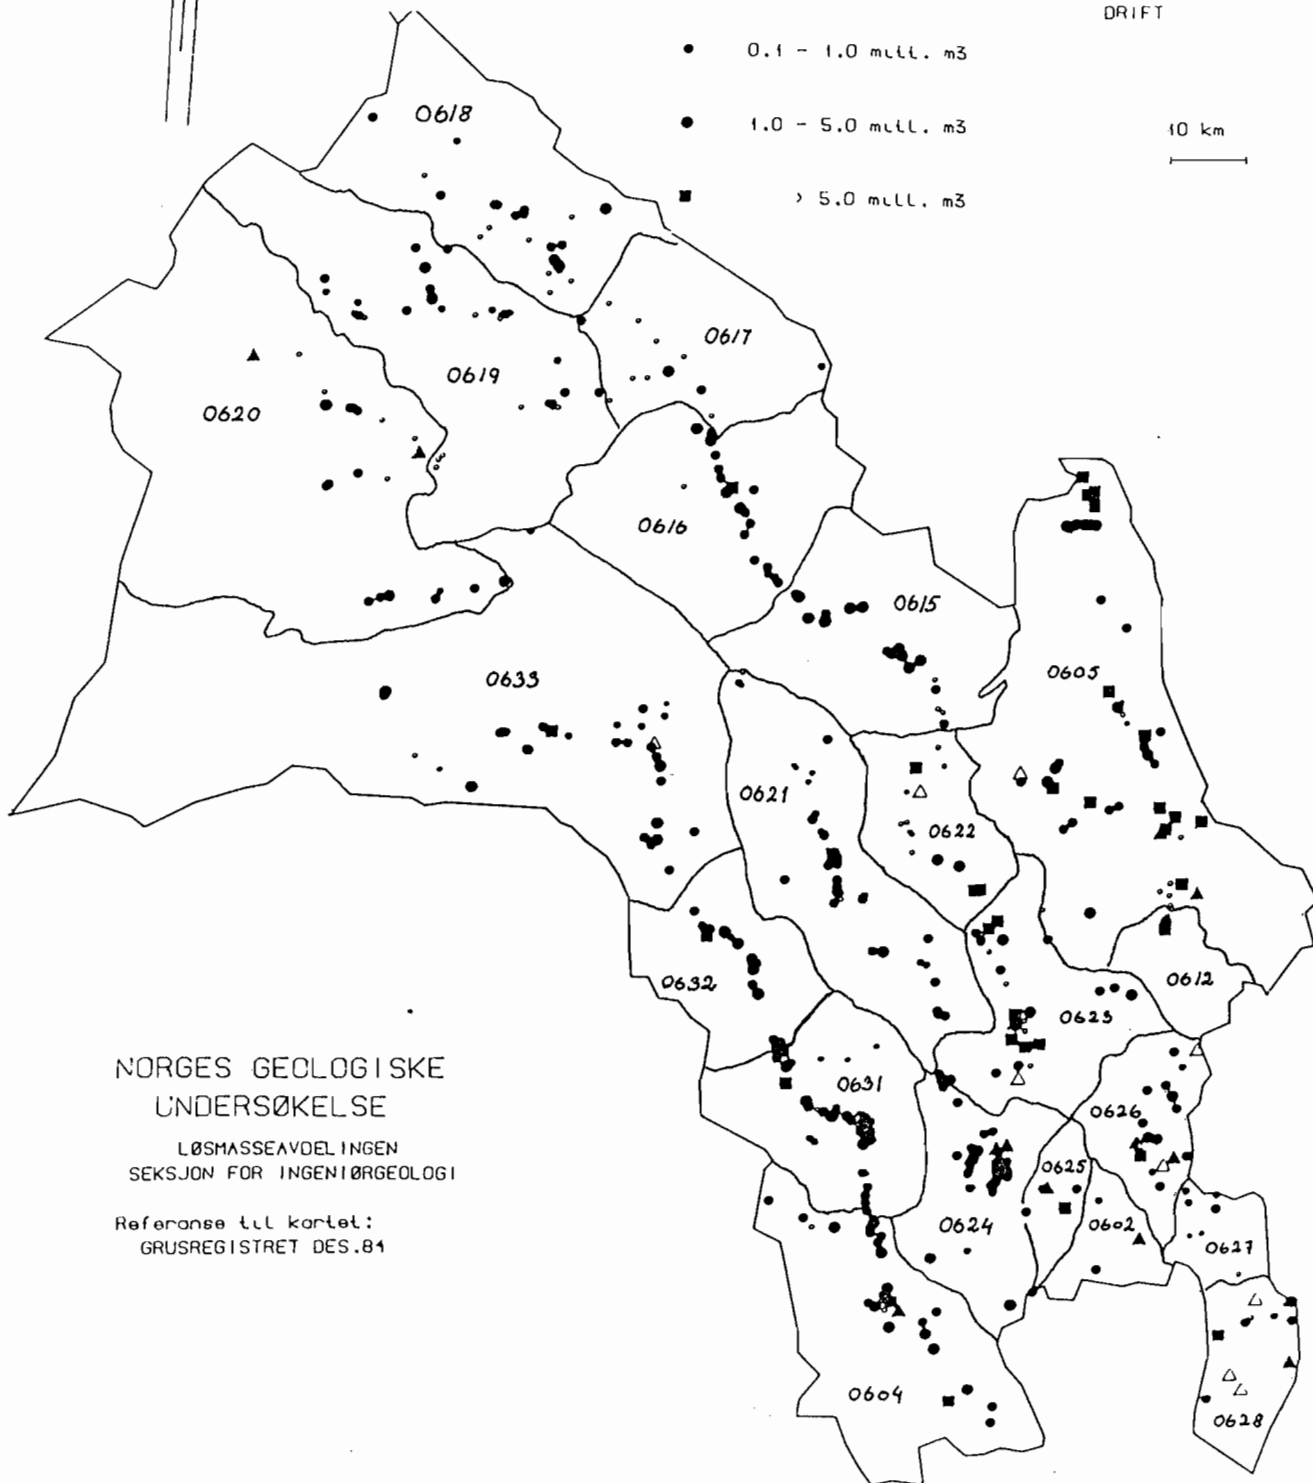 DRIFT
0.1 - 1.0 mill. m3
1.0 - 5.0 mill. m3
> 5.0 mill. m3
10 km
0618
0617
0619
0620
0616
0615
0605
0633
0621
0622
0612
0632
0623
0631
0626
0625
0624
0602
0627
0604
0628
NORGES GEOLOGISKE
UNDERSØKELSE
LØSMASSEAVDELINGEN
SEKSJON FOR INGENIØRGEOLOGI
Referanse til kartet:
GRUSREGISTRET DES.84